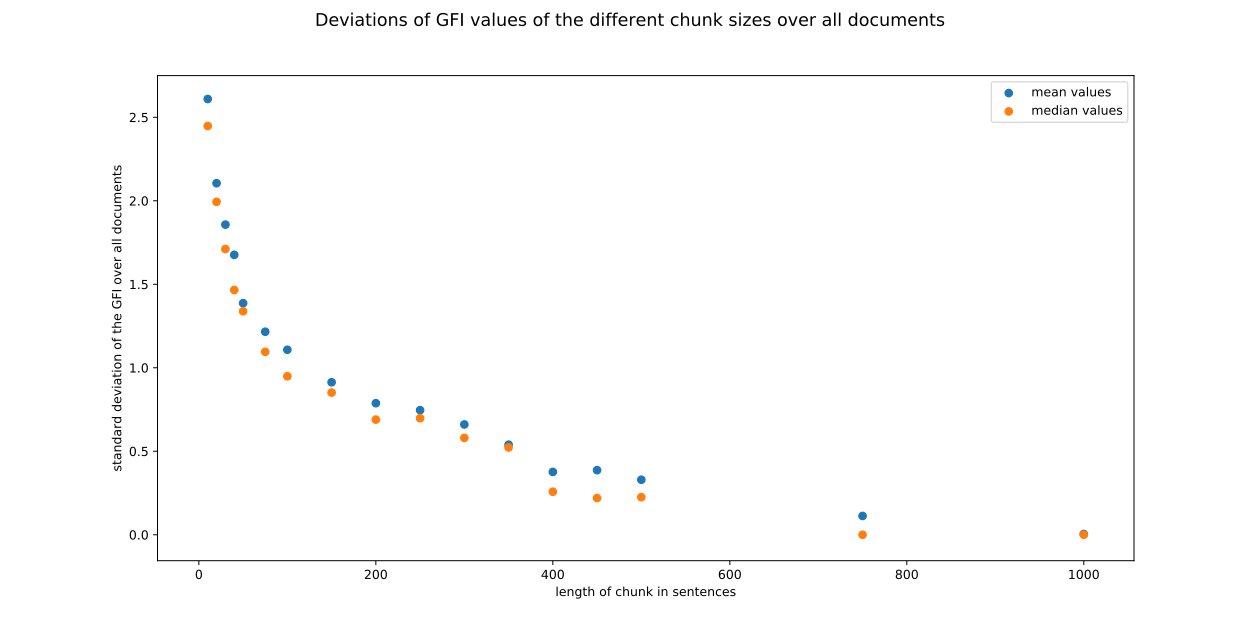 Deviations of GFI values of the different chunk sizes over all documents
mean values
median values
standard deviation of the GFI over all documents
2.5
2.0
1.5
1.0
0.5
0.0
0 200 400 600 800 1000
length of chunk in sentences